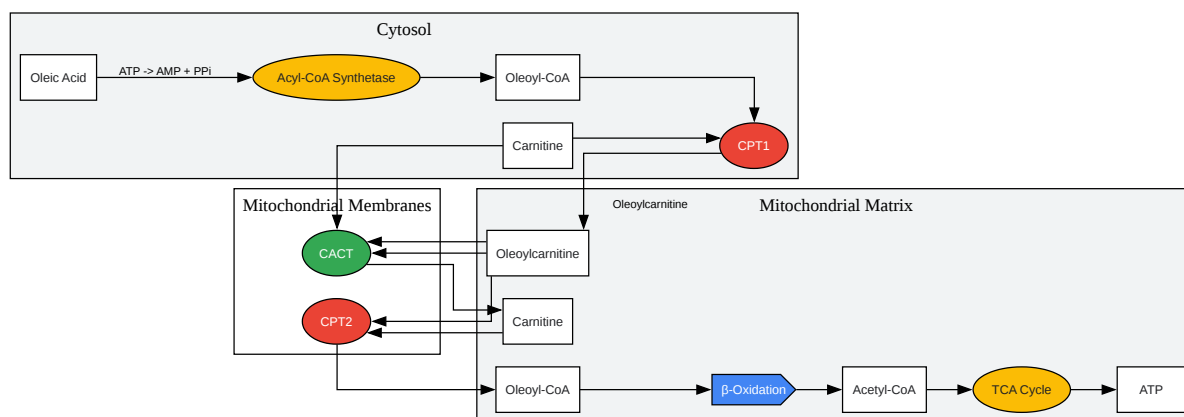 Cytosol
Oleic Acid
ATP -> AMP + PPi
Acyl-CoA Synthetase
Oleoyl-CoA
Carnitine
CPT1
Mitochondrial Membranes
Mitochondrial Matrix
Oleoylcarnitine
CACT
Oleoylcarnitine
CPT2
Carnitine
Oleoyl-CoA
β-Oxidation
Acetyl-CoA
TCA Cycle
ATP